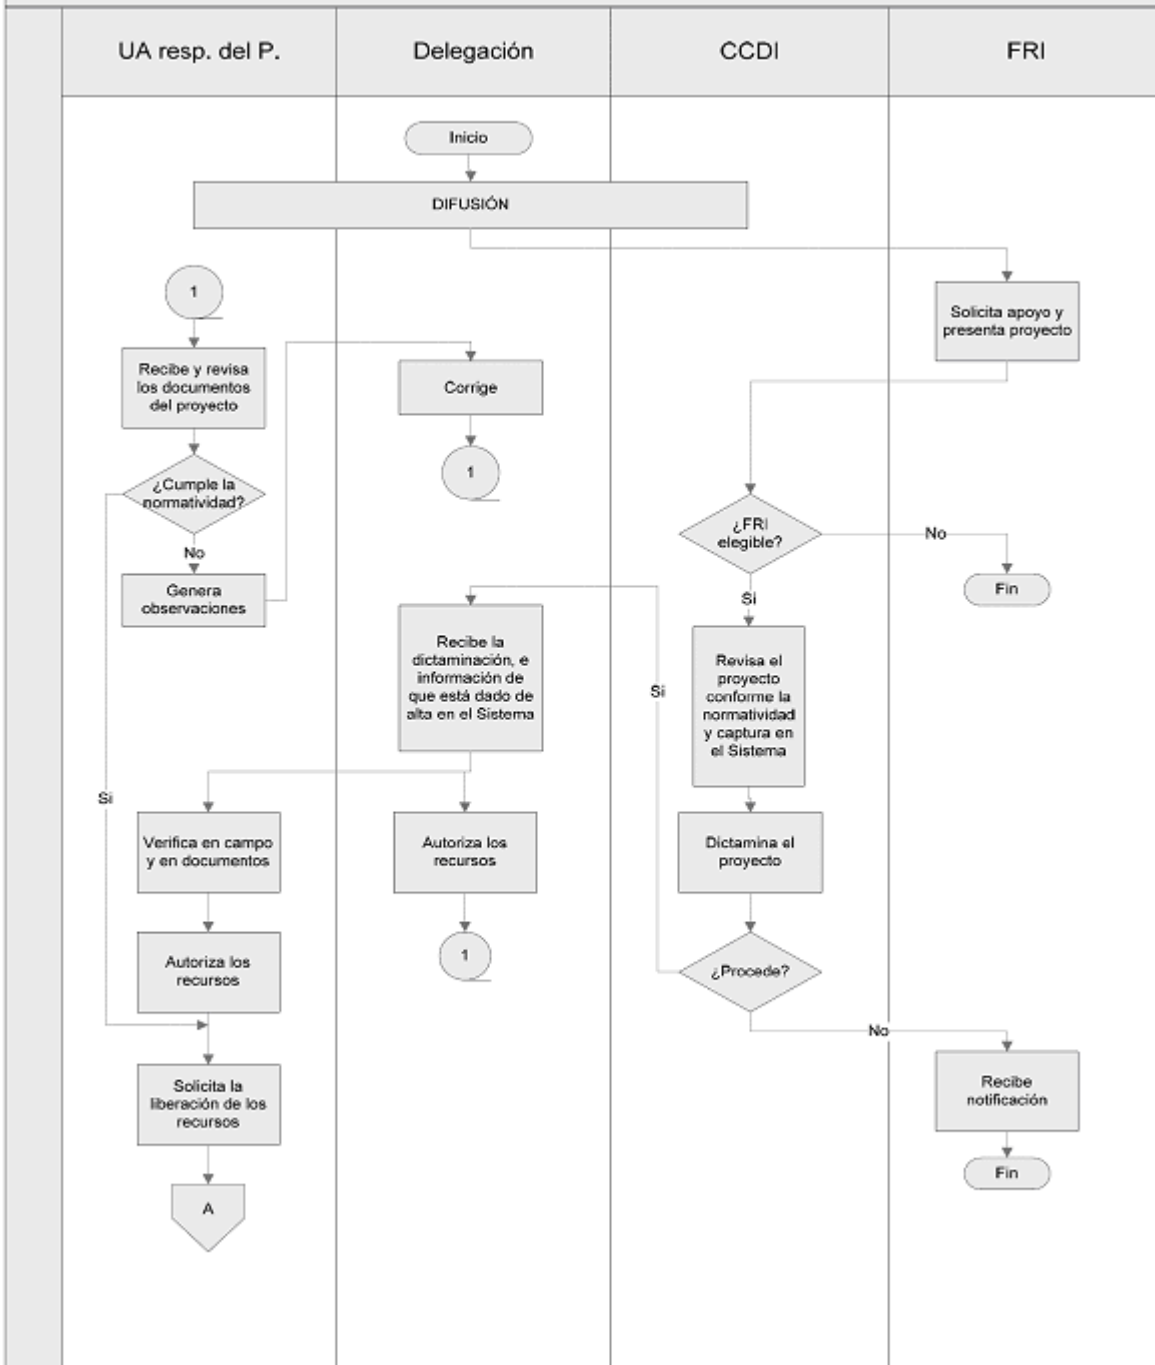 UA resp. del P.
Delegación
CCDI
FRI
Inicio
DIFUSIÓN
1
Solicita apoyo y
presenta proyecto
Recibe y revisa
los documentos
del proyecto
Corrige
1
¿Cumple la
normatividad?
No
Genera
observaciones
¿FRI
elegible?
No
Fin
Si
Recibe la
dictaminación, e
información de
que está dado de
alta en el Sistema
Si
Revisa el
proyecto
conforme la
normatividad
y captura en
el Sistema
Si
Verifica en campo
y en documentos
Autoriza los
recursos
Dictamina el
proyecto
Autoriza los
recursos
1
¿Procede?
No
Solicita la
liberación de los
recursos
Recibe
notificación
Fin
A